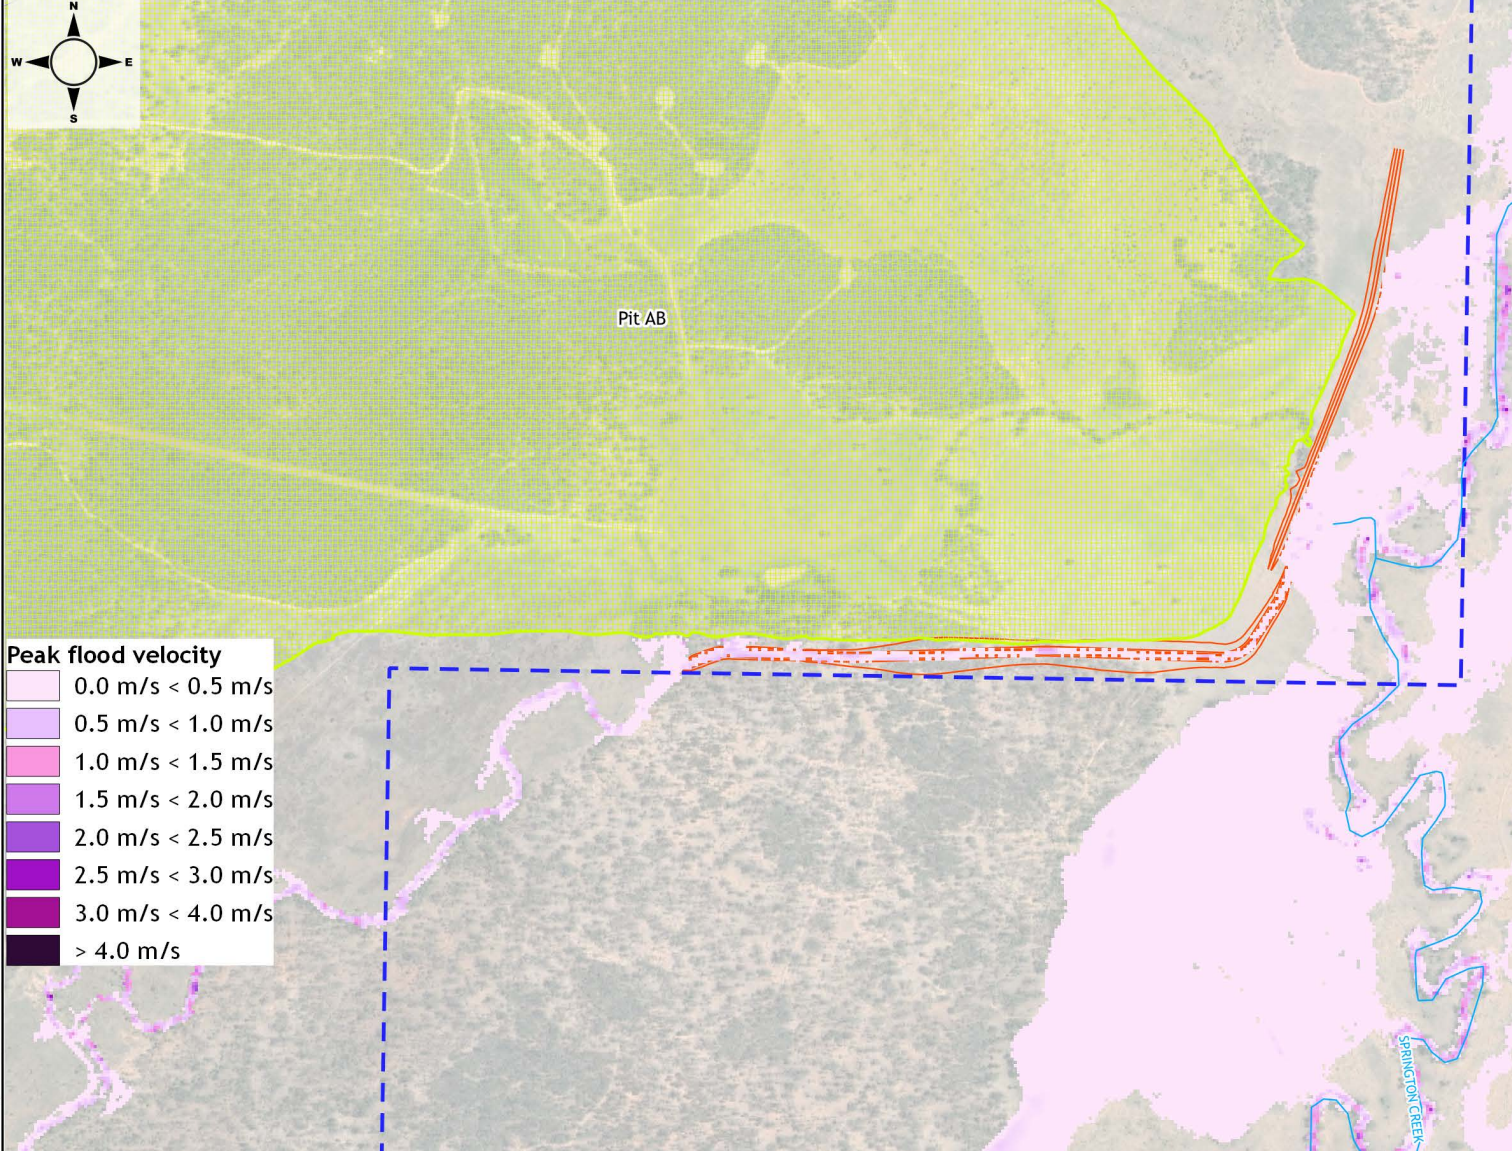 N
W E
S
Pit AB
Peak flood velocity
0.0 m/s < 0.5 m/s
0.5 m/s < 1.0 m/s
1.0 m/s < 1.5 m/s
1.5 m/s < 2.0 m/s
2.0 m/s < 2.5 m/s
2.5 m/s < 3.0 m/s
3.0 m/s < 4.0 m/s
> 4.0 m/s
SPRINGTON CREEK